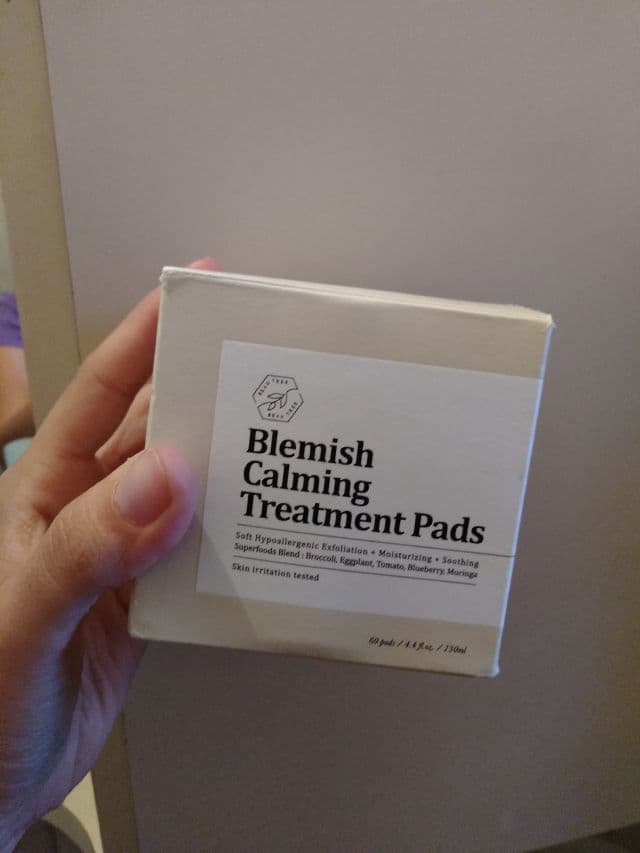 Blemish
Calming
Treatment Pads
Soft Hypoallergenic Exfoliation + Moisturizing + Soothing
Superfoods Blend : Broccoli, Eggplant, Tomato, Blueberry, Moringa
Skin irritation tested
60 pads / 4.4 fl.oz. / 130ml